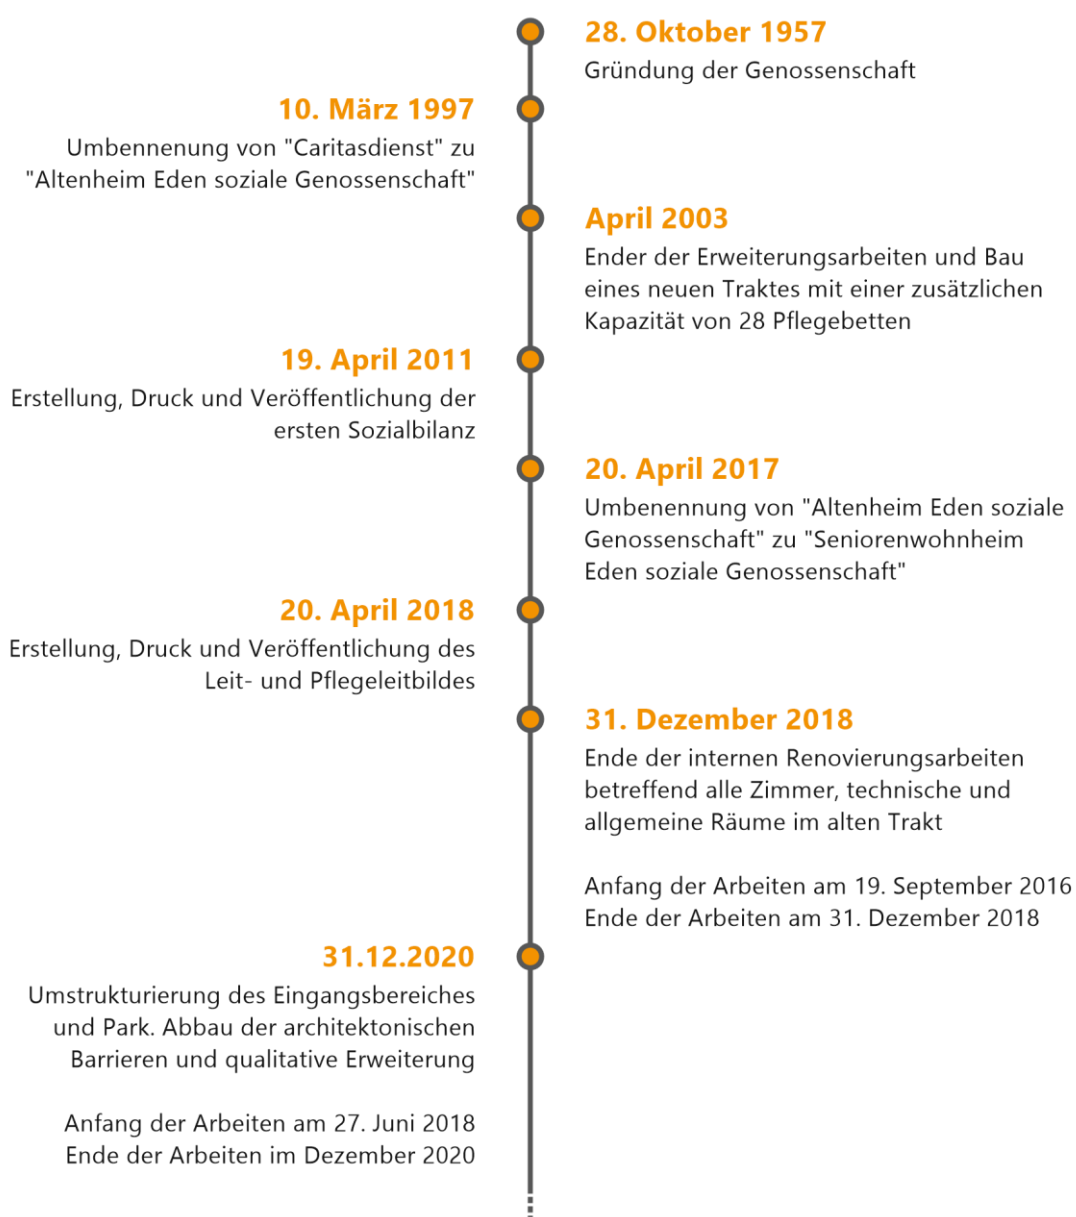 28. Oktober 1957
Gründung der Genossenschaft
10. März 1997
Umbennenung von "Caritasdienst" zu
"Altenheim Eden soziale Genossenschaft"
April 2003
Ender der Erweiterungsarbeiten und Bau
eines neuen Traktes mit einer zusätzlichen
Kapazität von 28 Pflegebetten
19. April 2011
Erstellung, Druck und Veröffentlichung der
ersten Sozialbilanz
20. April 2017
Umbenennung von "Altenheim Eden soziale
Genossenschaft" zu "Seniorenwohnheim
Eden soziale Genossenschaft"
20. April 2018
Erstellung, Druck und Veröffentlichung des
Leit- und Pflegeleitbildes
31. Dezember 2018
Ende der internen Renovierungsarbeiten
betreffend alle Zimmer, technische und
allgemeine Räume im alten Trakt
Anfang der Arbeiten am 19. September 2016
Ende der Arbeiten am 31. Dezember 2018
31.12.2020
Umstrukturierung des Eingangsbereiches
und Park. Abbau der architektonischen
Barrieren und qualitative Erweiterung
Anfang der Arbeiten am 27. Juni 2018
Ende der Arbeiten im Dezember 2020